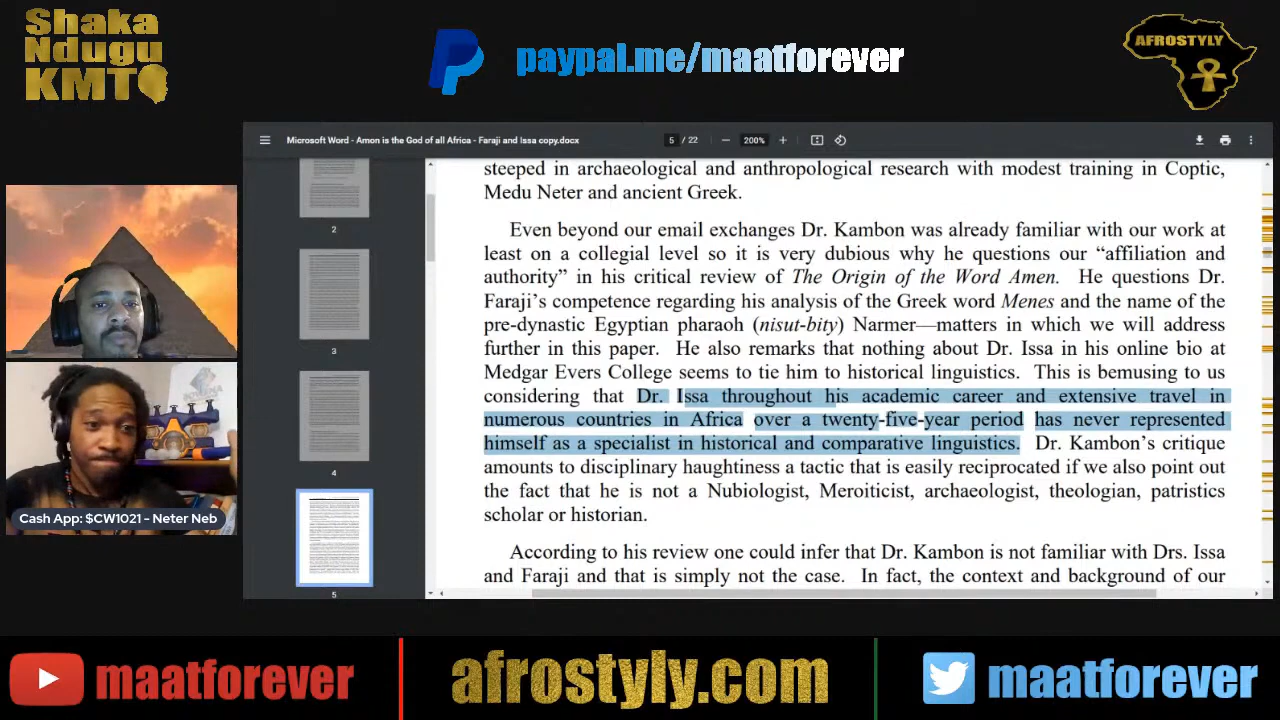 Shaka
Ndugu
KMT
paypal.me/maatforever
AFROSTYLY
Microsoft Word - Amon is the God of all Africa - Faraji and Issa copy.docx
5 / 22
200%
2
3
4
5
steeped in archaeological and anthropological research with modest training in Coptic,
Medu Neter and ancient Greek.
Even beyond our email exchanges Dr. Kambon was already familiar with our work at
least on a collegial level so it is very dubious why he questions our “affiliation and
authority” in his critical review of The Origin of the Word Amen. He questions Dr.
Faraji’s competence regarding his analysis of the Greek word Menes and the name of the
pre-dynastic Egyptian pharaoh (nisut-bity) Narmer—matters in which we will address
further in this paper. He also remarks that nothing about Dr. Issa in his online bio at
Medgar Evers College seems to tie him to historical linguistics. This is bemusing to us
considering that Dr. Issa throughout his academic career and extensive travel in
numerous countries in Africa over a twenty-five-year period has never represented
himself as a specialist in historical and comparative linguistics. Dr. Kambon’s critique
amounts to disciplinary haughtiness a tactic that is easily reciprocated if we also point out
the fact that he is not a Nubiologist, Meroiticist, archaeologist, theologian, patristics
scholar or historian.
According to his review one could infer that Dr. Kambon is not familiar with Drs. Issa
and Faraji and that is simply not the case. In fact, the context and background of our
Cash App: $CW1021 - Neter Neb
maatforever
afrostyly.com
maatforever